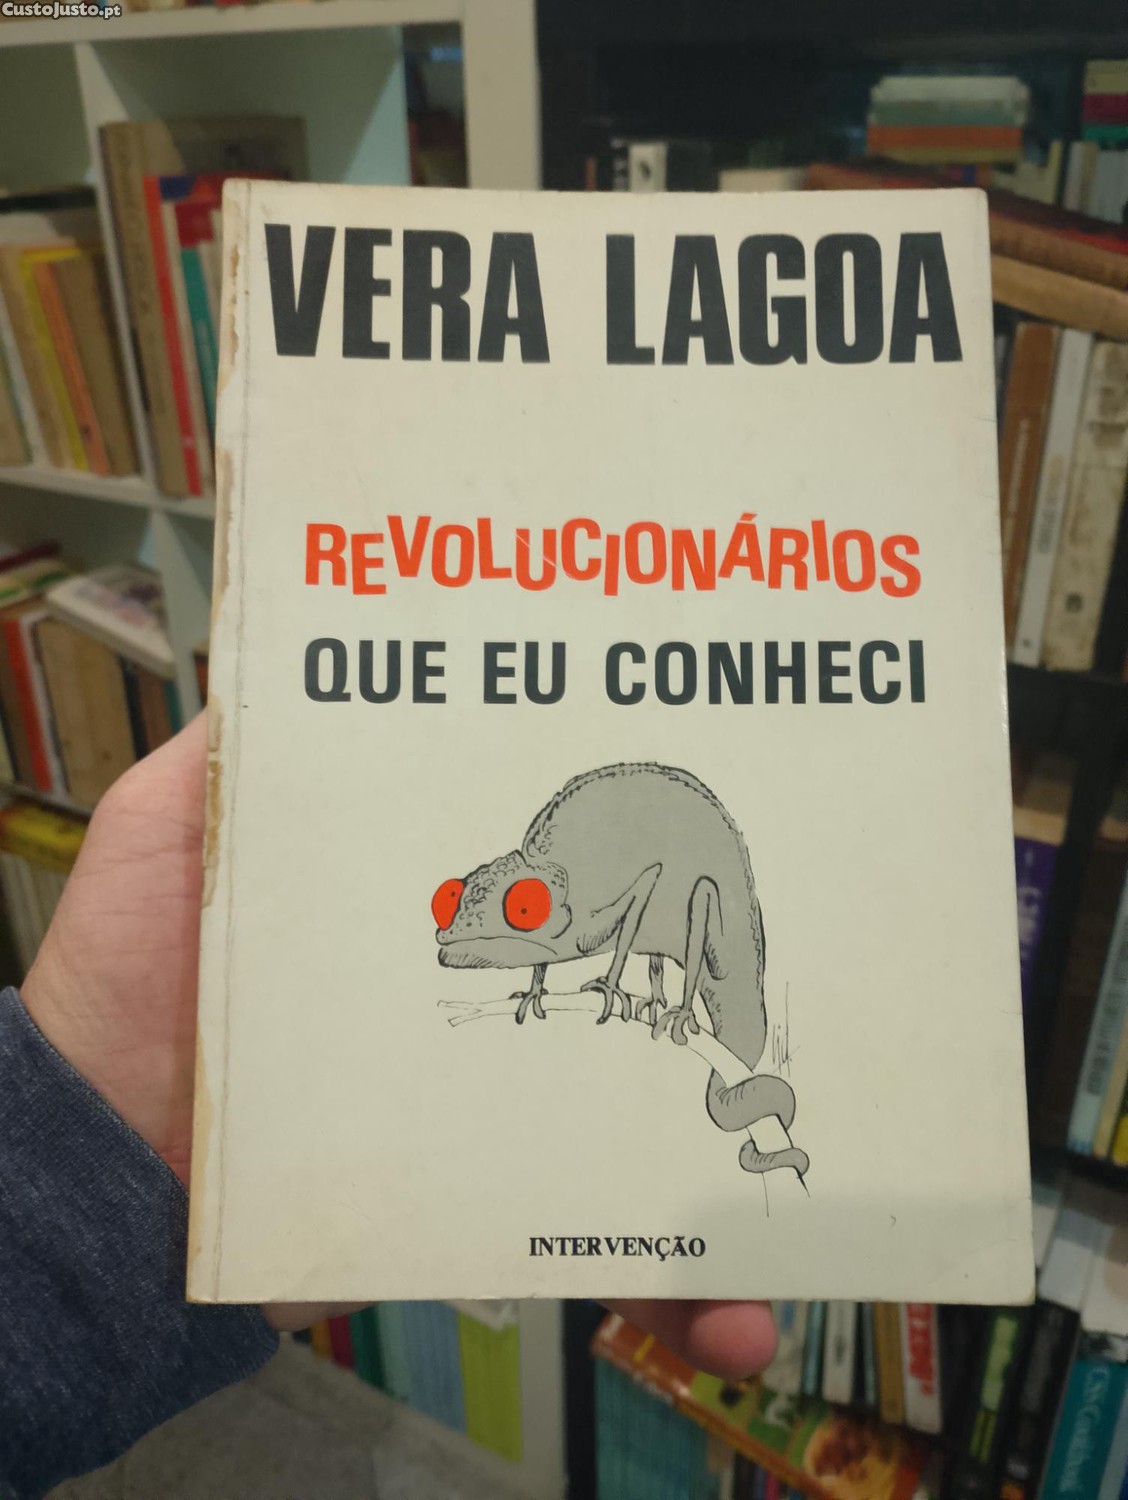 CustoJusto.pt
VERA LAGOA
REVOLUCIONÁRIOS
QUE EU CONHECI
INTERVENÇÃO